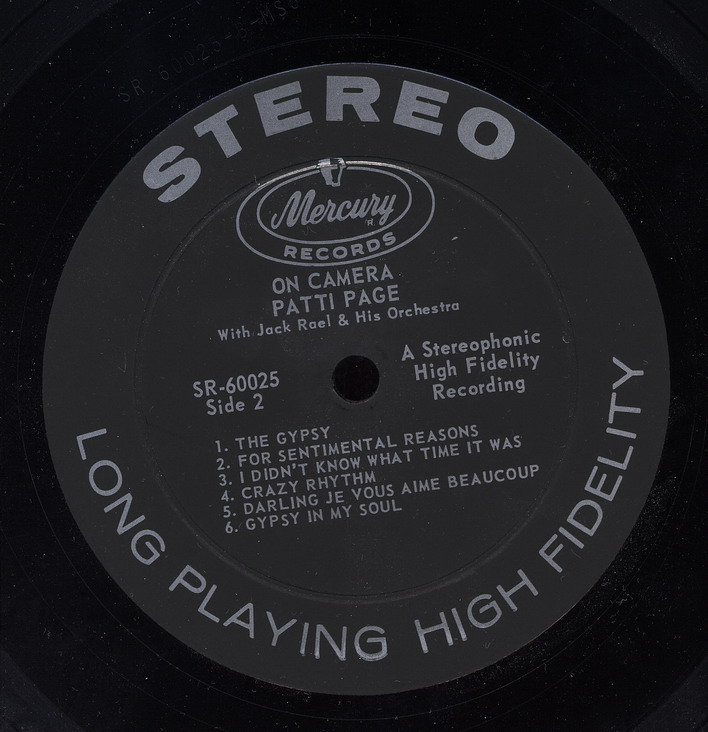 SR 60025
STEREO
Mercury
R
RECORDS
ON CAMERA
PATTI PAGE
With Jack Rael & His Orchestra
SR-60025
Side 2
A Stereophonic
High Fidelity
Recording
1. THE GYPSY
2. FOR SENTIMENTAL REASONS
3. I DIDN'T KNOW WHAT TIME IT WAS
4. CRAZY RHYTHM
5. DARLING JE VOUS AIME BEAUCOUP
6. GYPSY IN MY SOUL
LONG PLAYING HIGH FIDELITY